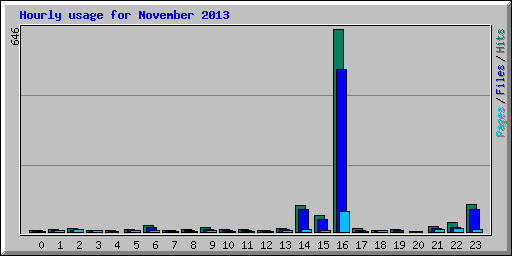 Hourly usage for November 2013
646
Pages/Files/Hits
0 1 2 3 4 5 6 7 8 9 10 11 12 13 14 15 16 17 18 19 20 21 22 23